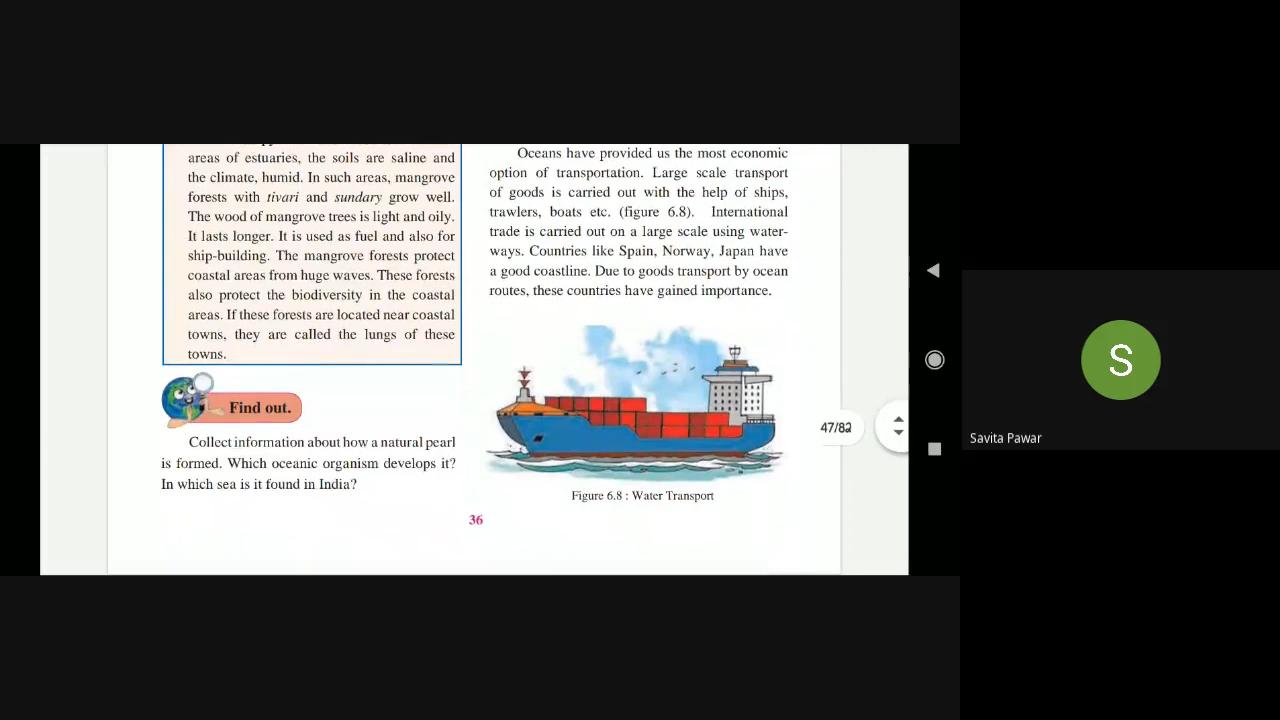 areas of estuaries, the soils are saline and
the climate, humid. In such areas, mangrove
forests with tivari and sundary grow well.
The wood of mangrove trees is light and oily.
It lasts longer. It is used as fuel and also for
ship-building. The mangrove forests protect
coastal areas from huge waves. These forests
also protect the biodiversity in the coastal
areas. If these forests are located near coastal
towns, they are called the lungs of these
towns.
Find out.
Collect information about how a natural pearl
is formed. Which oceanic organism develops it?
In which sea is it found in India?
Oceans have provided us the most economic
option of transportation. Large scale transport
of goods is carried out with the help of ships,
trawlers, boats etc. (figure 6.8). International
trade is carried out on a large scale using water-
ways. Countries like Spain, Norway, Japan have
a good coastline. Due to goods transport by ocean
routes, these countries have gained importance.
Figure 6.8 : Water Transport
36
47/82
S
Savita Pawar